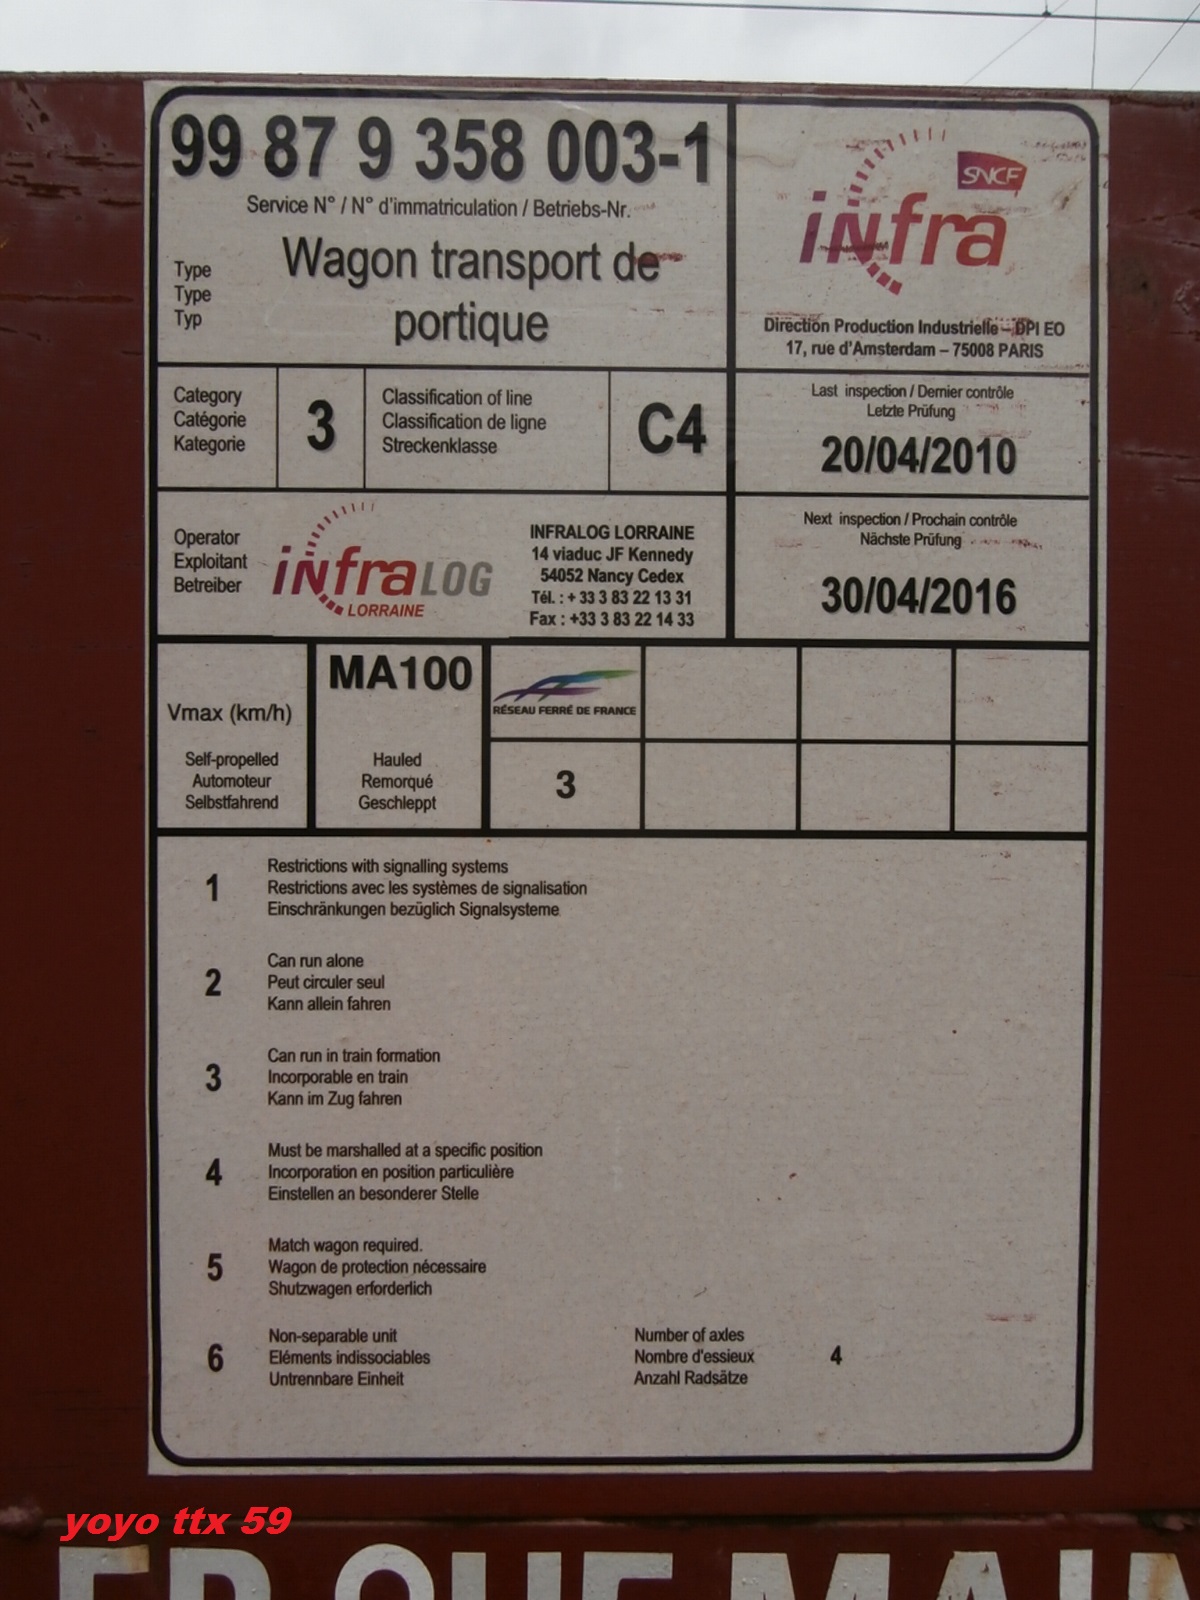 99 87 9 358 003-1
Service N° / N° d'immatriculation / Betriebs-Nr.
Type
Type
Typ
Wagon transport de
portique
SNCF
infra
Direction Production Industrielle – DPI EO
17, rue d'Amsterdam – 75008 PARIS
Category
Catégorie
Kategorie
3
Classification of line
Classification de ligne
Streckenklasse
C4
Last inspection / Dernier contrôle
Letzte Prüfung
20/04/2010
Operator
Exploitant
Betreiber
infraLOG
LORRAINE
INFRALOG LORRAINE
14 viaduc JF Kennedy
54052 Nancy Cedex
Tél. : + 33 3 83 22 13 31
Fax : +33 3 83 22 14 33
Next inspection / Prochain contrôle
Nächste Prüfung
30/04/2016
Vmax (km/h)
Self-propelled
Automoteur
Selbstfahrend
MA100
Hauled
Remorqué
Geschleppt
RÉSEAU FERRÉ DE FRANCE
3
1
Restrictions with signalling systems
Restrictions avec les systèmes de signalisation
Einschränkungen bezüglich Signalsysteme
2
Can run alone
Peut circuler seul
Kann allein fahren
3
Can run in train formation
Incorporable en train
Kann im Zug fahren
4
Must be marshalled at a specific position
Incorporation en position particulière
Einstellen an besonderer Stelle
5
Match wagon required.
Wagon de protection nécessaire
Shutzwagen erforderlich
6
Non-separable unit
Eléments indissociables
Untrennbare Einheit
Number of axles
Nombre d'essieux
Anzahl Radsätze
4
yoyo ttx 59
QUE